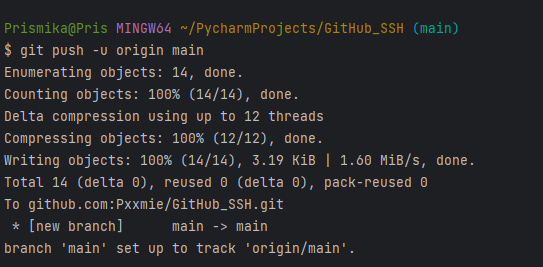 Prismika@Pris MINGW64 ~/PycharmProjects/GitHub_SSH (main)
$ git push -u origin main
Enumerating objects: 14, done.
Counting objects: 100% (14/14), done.
Delta compression using up to 12 threads
Compressing objects: 100% (12/12), done.
Writing objects: 100% (14/14), 3.19 KiB | 1.60 MiB/s, done.
Total 14 (delta 0), reused 0 (delta 0), pack-reused 0
To github.com:Pxxmie/GitHub_SSH.git
 * [new branch]      main -> main
branch 'main' set up to track 'origin/main'.